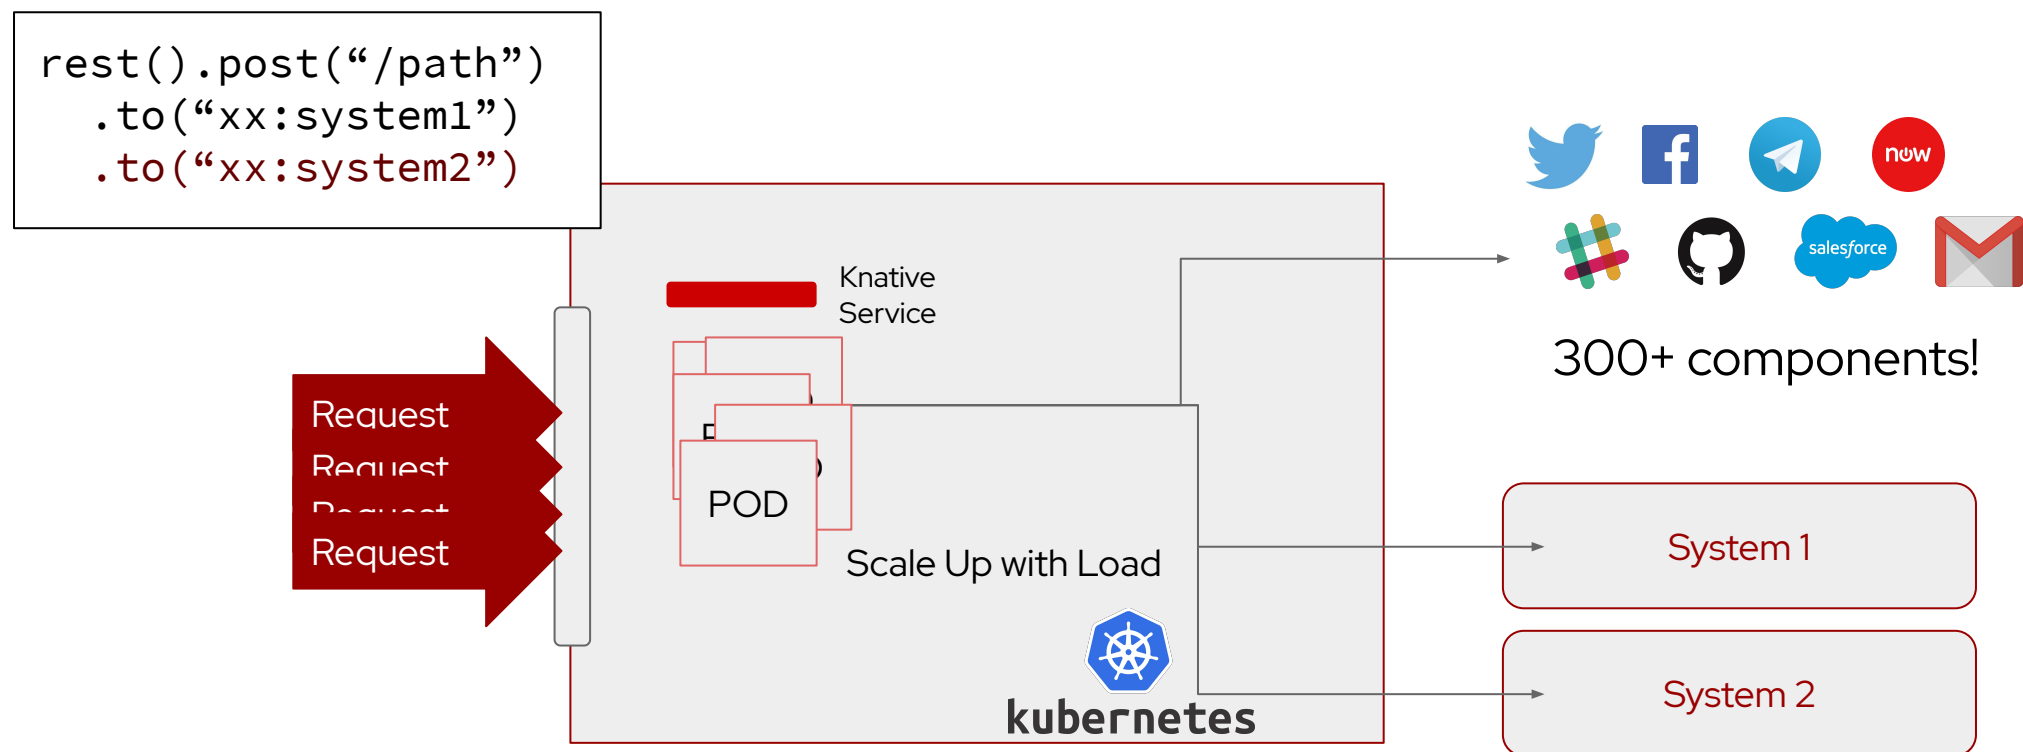 rest().post(“/path”)
.to(“xx:system1”)
.to(“xx:system2”)
now
salesforce
Knative
Service
300+ components!
Request
Request
Request
Request
POD
Scale Up with Load
System 1
System 2
kubernetes